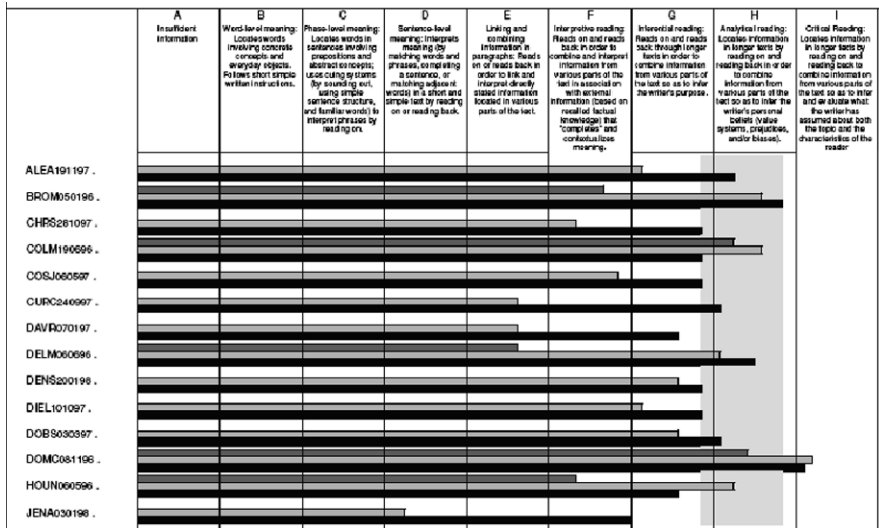 A
Insufficient
information
B
Word-level meaning:
Locates words
involving concrete
concepts and
everyday objects.
Follows short simple
written instructions.
C
Phase-level meaning:
Locates words in
sentences involving
prepositions and
abstract concepts;
uses cuing systems
(by sounding out,
using simple
sentence structure,
and familiar words) to
interpret phrases by
reading on.
D
Sentence-level
meaning: Interprets
meaning (by
matching words and
phrases, completing
a sentence, or
matching adjacent
words) in a short and
simple text by reading
on or reading back.
E
Linking and
combining
information in
paragraphs: Reads
on or reads back in
order to link and
interpret directly
stated information
located in various
parts of the text.
F
Interpretive reading:
Reads on and reads
back in order to
combine and interpret
information from
various parts of the
text in association
with external
information (based on
recalled factual
knowledge) that
"completes" and
contextualizes
meaning.
G
Inferential reading:
Reads on and reads
back through longer
texts in order to
combine information
from various parts of
the text so as to infer
the writer's purpose.
H
Analytical reading:
Locates information
in longer texts by
reading on and
reading back in order
to combine
information from
various parts of the
text so as to infer the
writer's personal
beliefs (value
systems, prejudices,
and/or biases).
I
Critical Reading:
Locates information
in longer texts by
reading on and
reading back to
combine information
from various parts of
the text so as to infer
and evaluate what
the writer has
assumed about both
the topic and the
characteristics of the
reader
ALEA191197 .
BROM050196 .
CHRS281097 .
COLM190696 .
COSJ060597 .
CURC240997 .
DAVR070197 .
DELM060696 .
DENS200198 .
DIEL101097 .
DOBS030397 .
DOMC081196 .
HOUN060596 .
JENA030198 .